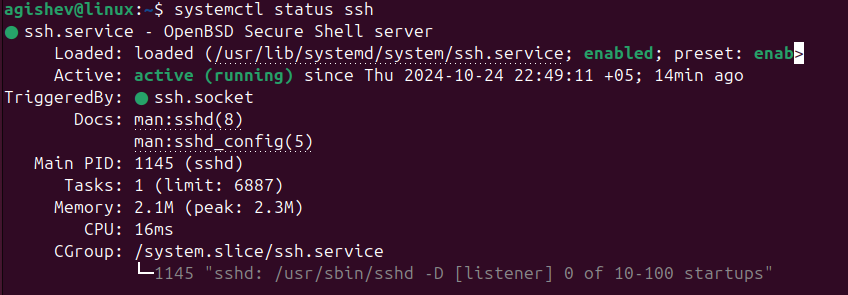 agishev@linux:~$ systemctl status ssh
● ssh.service - OpenBSD Secure Shell server
Loaded: loaded (/usr/lib/systemd/system/ssh.service; enabled; preset: enab>
Active: active (running) since Thu 2024-10-24 22:49:11 +05; 14min ago
TriggeredBy: ● ssh.socket
Docs: man:sshd(8)
man:sshd_config(5)
Main PID: 1145 (sshd)
Tasks: 1 (limit: 6887)
Memory: 2.1M (peak: 2.3M)
CPU: 16ms
CGroup: /system.slice/ssh.service
└─1145 "sshd: /usr/sbin/sshd -D [listener] 0 of 10-100 startups"